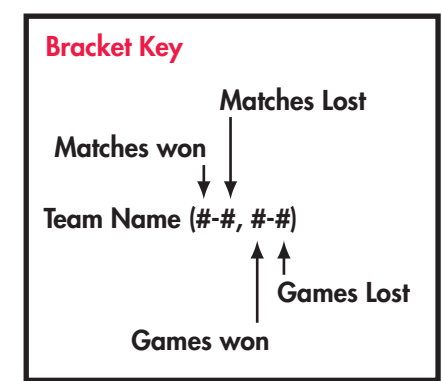 Bracket Key
Matches Lost
Matches won
Team Name (#-#, #-#)
Games Lost
Games won